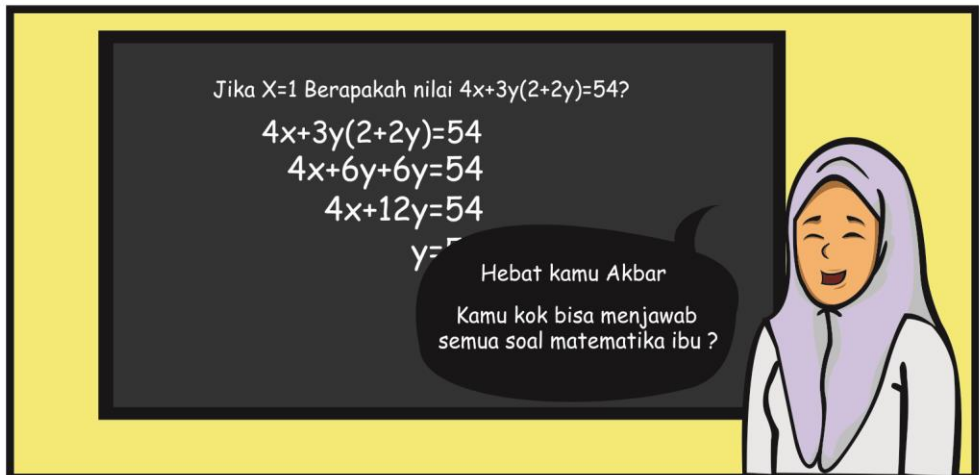 Jika X=1 Berapakah nilai 4x+3y(2+2y)=54?
4x+3y(2+2y)=54
4x+6y+6y=54
4x+12y=54
y=
Hebat kamu Akbar
Kamu kok bisa menjawab
semua soal matematika ibu ?